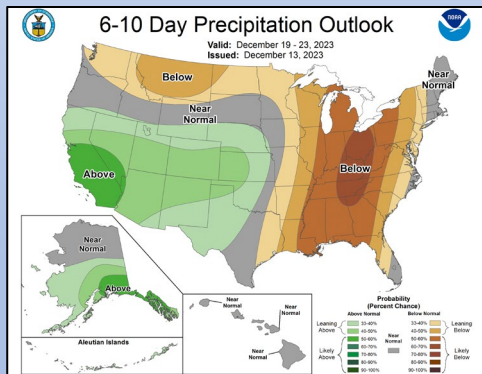 6-10 Day Precipitation Outlook
Valid: December 19 - 23, 2023
Issued: December 13, 2023
NOAA
Below
Near
Normal
Near
Normal
Above
Below
Near
Normal
Above
Aleutian Islands
Near
Normal
Near
Normal
Near
Normal
Probability
(Percent Chance)
Above Normal
Below Normal
Leaning
Above
33-40%
40-50%
50-60%
60-70%
70-80%
80-90%
90-100%
Likely
Above
Near
Normal
33-40%
40-50%
50-60%
60-70%
70-80%
80-90%
90-100%
Leaning
Below
Likely
Below